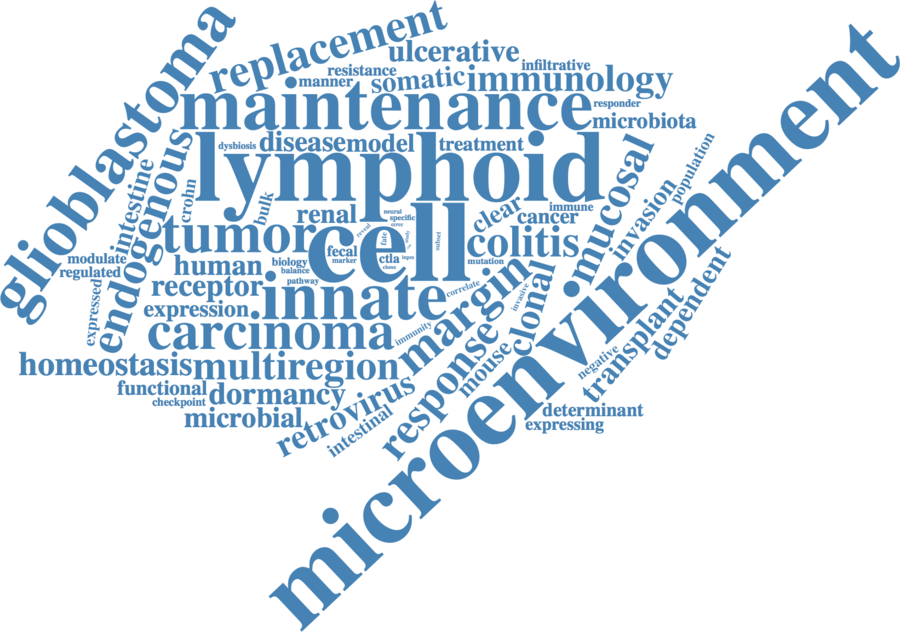 glioblastoma
replacement
ulcerative
infiltrative
resistance
manner
somatic
immunology
maintenance
responder
microbiota
dysbiosis
disease
model
treatment
lymphoid
endogenous
intestine
crohn
bulk
renal
neural
specific
clear
immune
cancer
mucosal
invasion
population
modulate
regulated
expressed
tumor
cell
reveal
fate
study
subset
fecal
marker
ctla
colitis
mutation
human
biology
balance
pathway
receptor
expression
innate
correlate
invasive
margin
clonal
microenvironment
carcinoma
immunity
homeostasis
multiregion
response
mouse
negative
transplant
dependent
functional
checkpoint
dormancy
microbial
retrovirus
intestinal
determinant
expressing